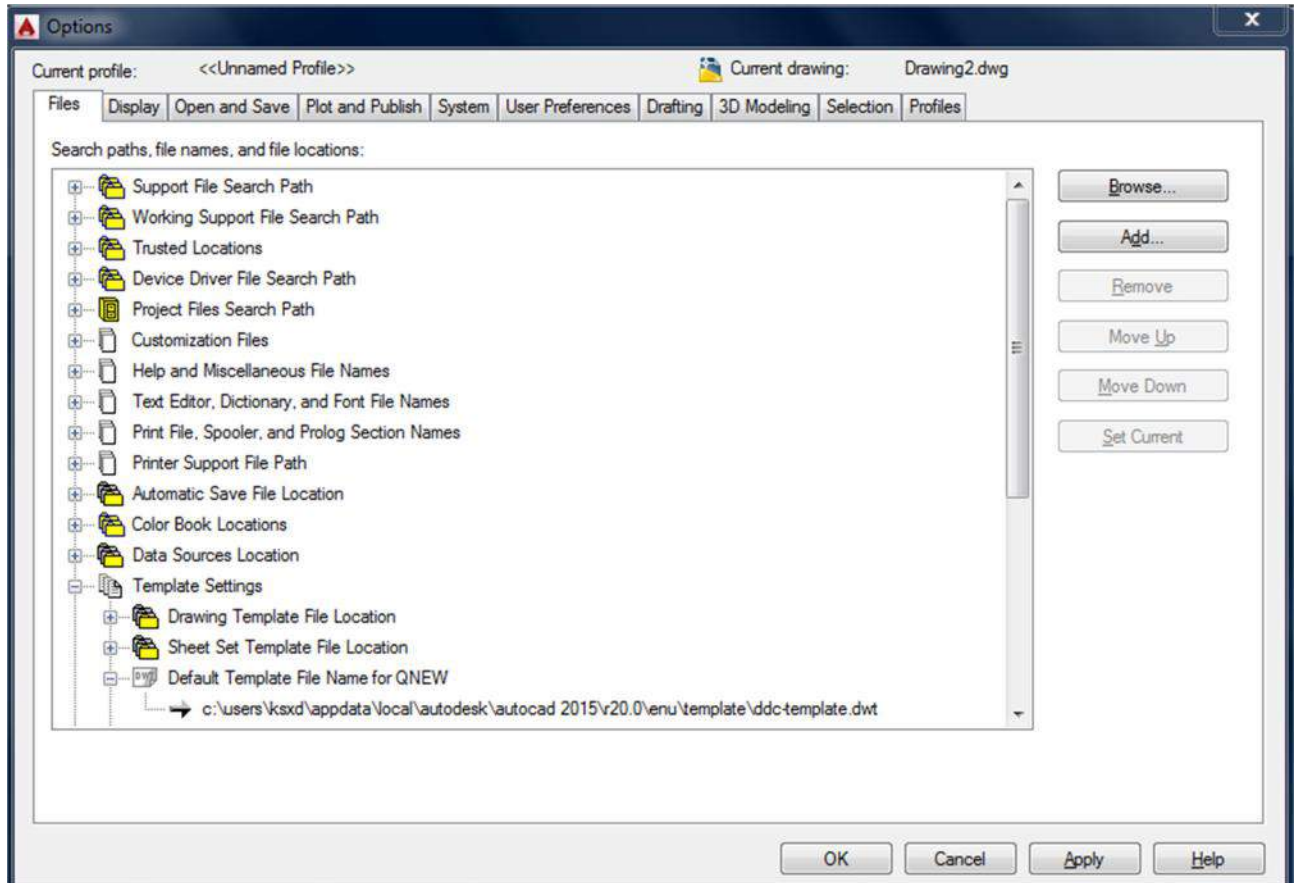 Options
Current profile: <<Unnamed Profile>> Current drawing: Drawing2.dwg
Files Display Open and Save Plot and Publish System User Preferences Drafting 3D Modeling Selection Profiles
Search paths, file names, and file locations:
Support File Search Path
Working Support File Search Path
Trusted Locations
Device Driver File Search Path
Project Files Search Path
Customization Files
Help and Miscellaneous File Names
Text Editor, Dictionary, and Font File Names
Print File, Spooler, and Prolog Section Names
Printer Support File Path
Automatic Save File Location
Color Book Locations
Data Sources Location
Template Settings
Drawing Template File Location
Sheet Set Template File Location
Default Template File Name for QNEW
c:\users\ksxd\appdata\local\autodesk\autocad 2015\r20.0\enu\template\ddc-template.dwt
Browse...
Add...
Remove
Move Up
Move Down
Set Current
OK Cancel Apply Help